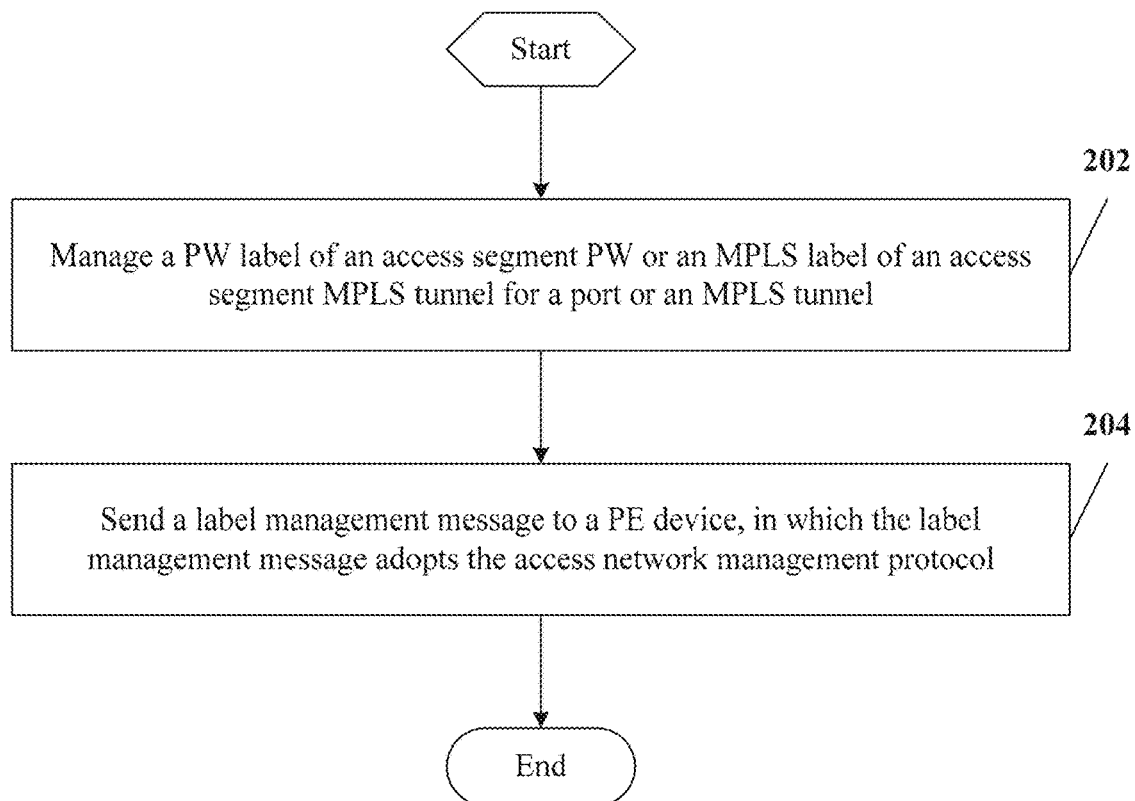 Start
202
Manage a PW label of an access segment PW or an MPLS label of an access
segment MPLS tunnel for a port or an MPLS tunnel
204
Send a label management message to a PE device, in which the label
management message adopts the access network management protocol
End